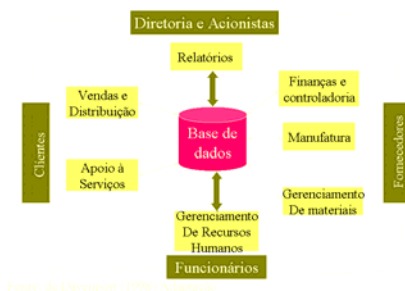 Diretoria e Acionistas
Relatórios
Finanças e
controladoria
Vendas e
Distribuição
Clientes
Base de
dados
Manufatura
Fornecedores
Apoio à
Serviços
Gerenciamento
De materiais
Gerenciamento
De Recursos
Humanos
Funcionários